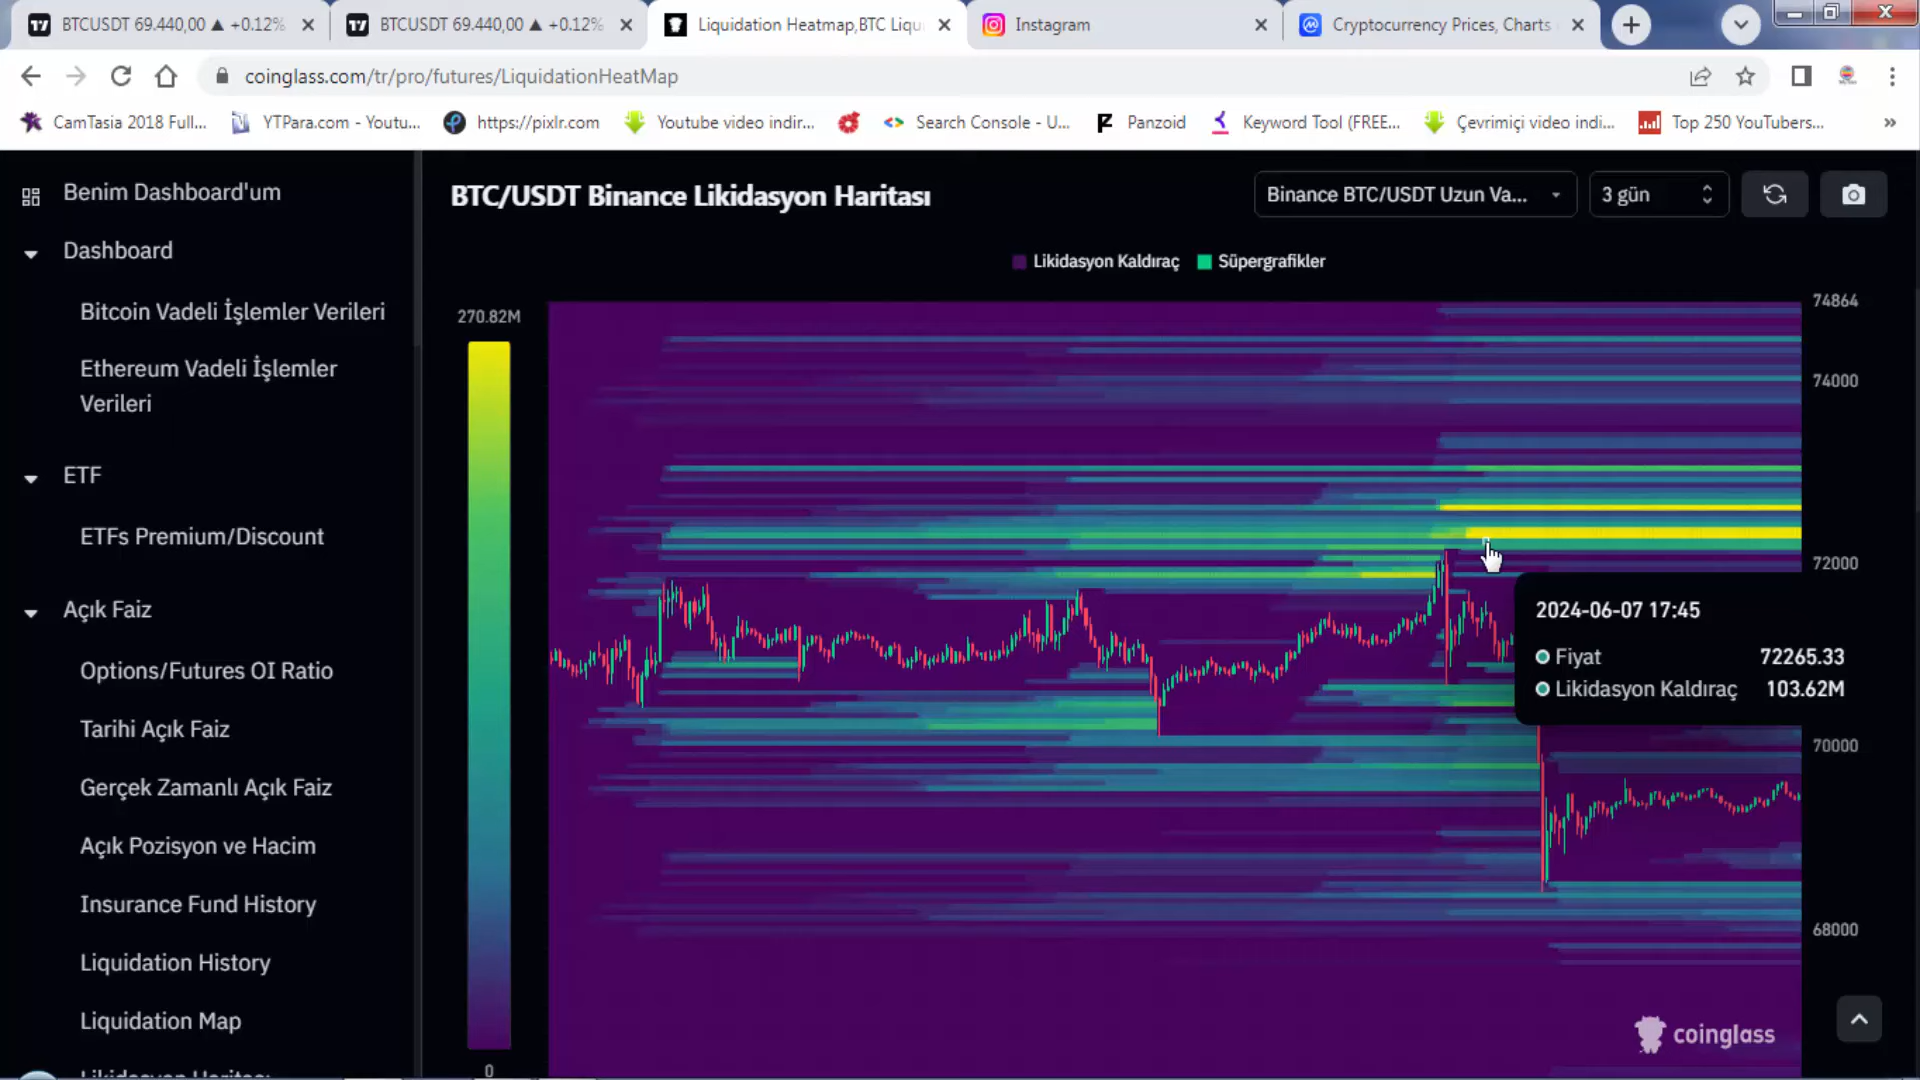 BTCUSDT 69.440,00 ▲ +0.12%
BTCUSDT 69.440,00 ▲ +0.12%
Liquidation Heatmap,BTC Liqu
Instagram
Cryptocurrency Prices, Charts
coinglass.com/tr/pro/futures/LiquidationHeatMap
CamTasia 2018 Full...
YTPara.com - Youtu...
https://pixlr.com
Youtube video indir...
Search Console - U...
Panzoid
Keyword Tool (FREE...
Çevrimiçi video indi...
Top 250 YouTubers...
»
Benim Dashboard'um
Dashboard
Bitcoin Vadeli İşlemler Verileri
Ethereum Vadeli İşlemler
Verileri
ETF
ETFs Premium/Discount
Açık Faiz
Options/Futures OI Ratio
Tarihi Açık Faiz
Gerçek Zamanlı Açık Faiz
Açık Pozisyon ve Hacim
Insurance Fund History
Liquidation History
Liquidation Map
Likidasyon Haritası
BTC/USDT Binance Likidasyon Haritası
Binance BTC/USDT Uzun Va...
3 gün
Likidasyon Kaldıraç
Süpergrafikler
270.82M
0
74864
74000
72000
70000
68000
2024-06-07 17:45
Fiyat 72265.33
Likidasyon Kaldıraç 103.62M
coinglass